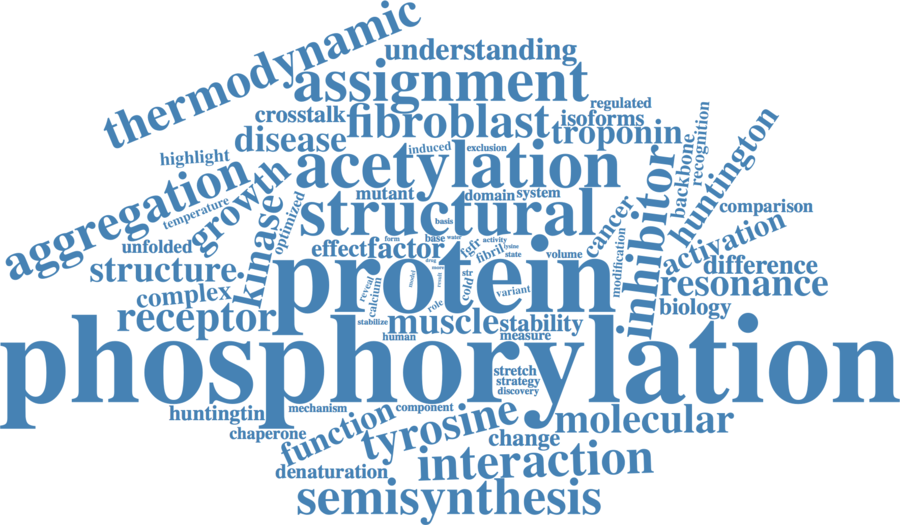 thermodynamic
understanding
assignment
regulated
crosstalk
fibroblast
isoforms
disease
troponin
recognition
backbone
huntington
highlight
induced
exclusion
acetylation
aggregation
growth
temperature
optimized
mutant
domain
system
inhibitor
cancer
comparison
structural
basis
unfolded
kinase
effect
factor
form
base
water
activity
fgfr
fibril
lysine
state
volume
modification
activation
difference
structure
protein
drug
more
model
result
cold
str
reveal
calcium
variant
role
resonance
complex
biology
receptor
stabilize
muscle
stability
human
measure
phosphorylation
stretch
strategy
discovery
huntingtin
mechanism
component
function
tyrosine
molecular
chaperone
change
denaturation
interaction
semisynthesis